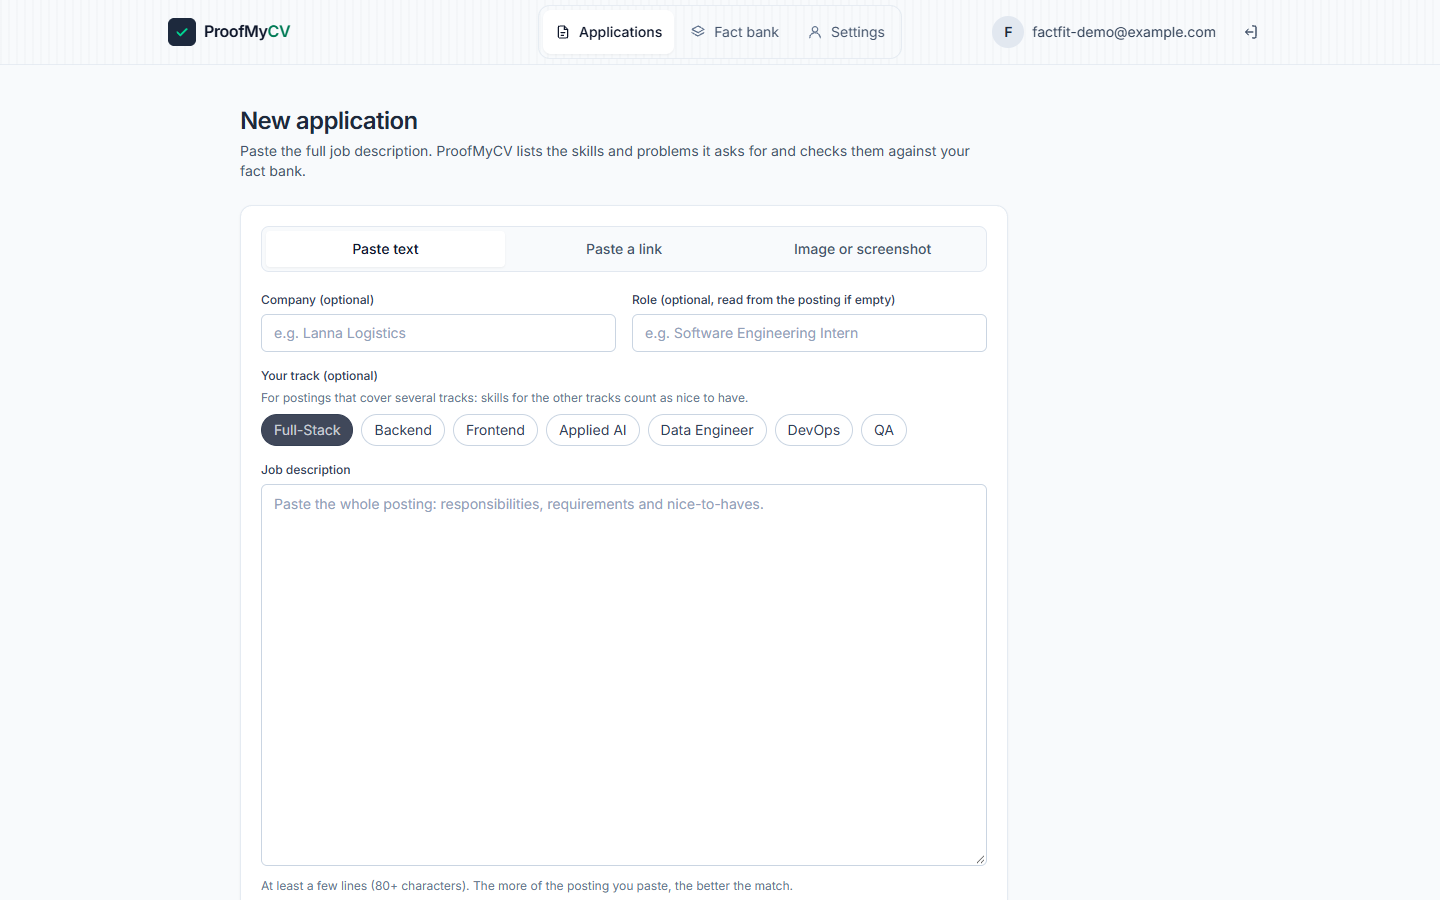 ProofMyCV
Applications
Fact bank
Settings
F
factfit-demo@example.com
New application
Paste the full job description. ProofMyCV lists the skills and problems it asks for and checks them against your
fact bank.
Paste text
Paste a link
Image or screenshot
Company (optional)
Role (optional, read from the posting if empty)
e.g. Lanna Logistics
e.g. Software Engineering Intern
Your track (optional)
For postings that cover several tracks: skills for the other tracks count as nice to have.
Full-Stack
Backend
Frontend
Applied AI
Data Engineer
DevOps
QA
Job description
Paste the whole posting: responsibilities, requirements and nice-to-haves.
At least a few lines (80+ characters). The more of the posting you paste, the better the match.